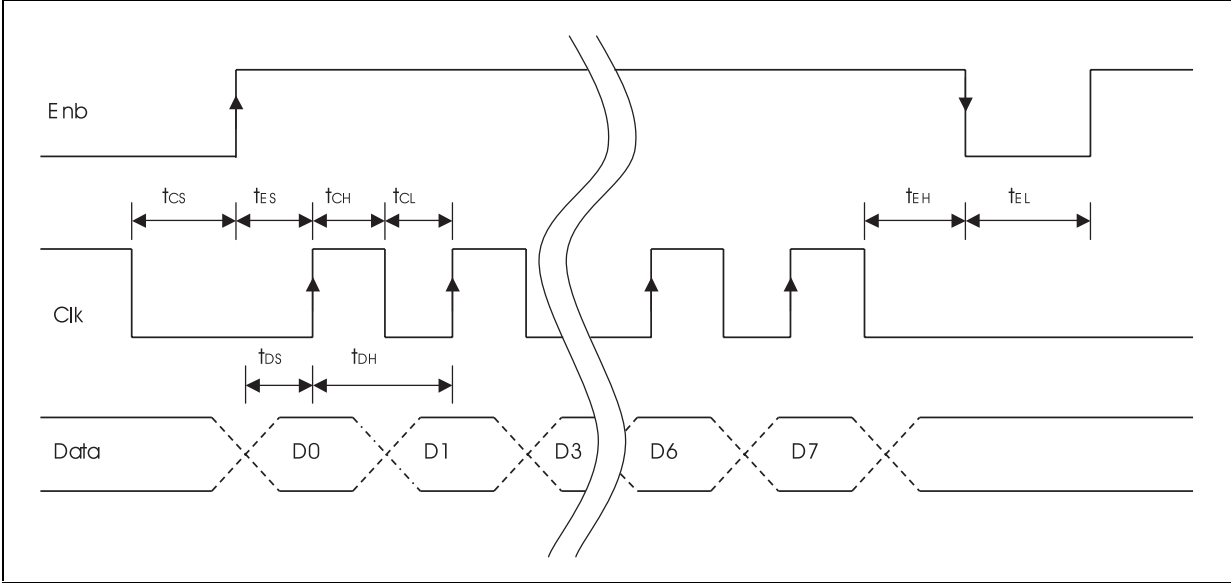 Enb
tCS tES tCH tCL tEH tEL
Clk
tDS tDH
Data D0 D1 D3 D6 D7